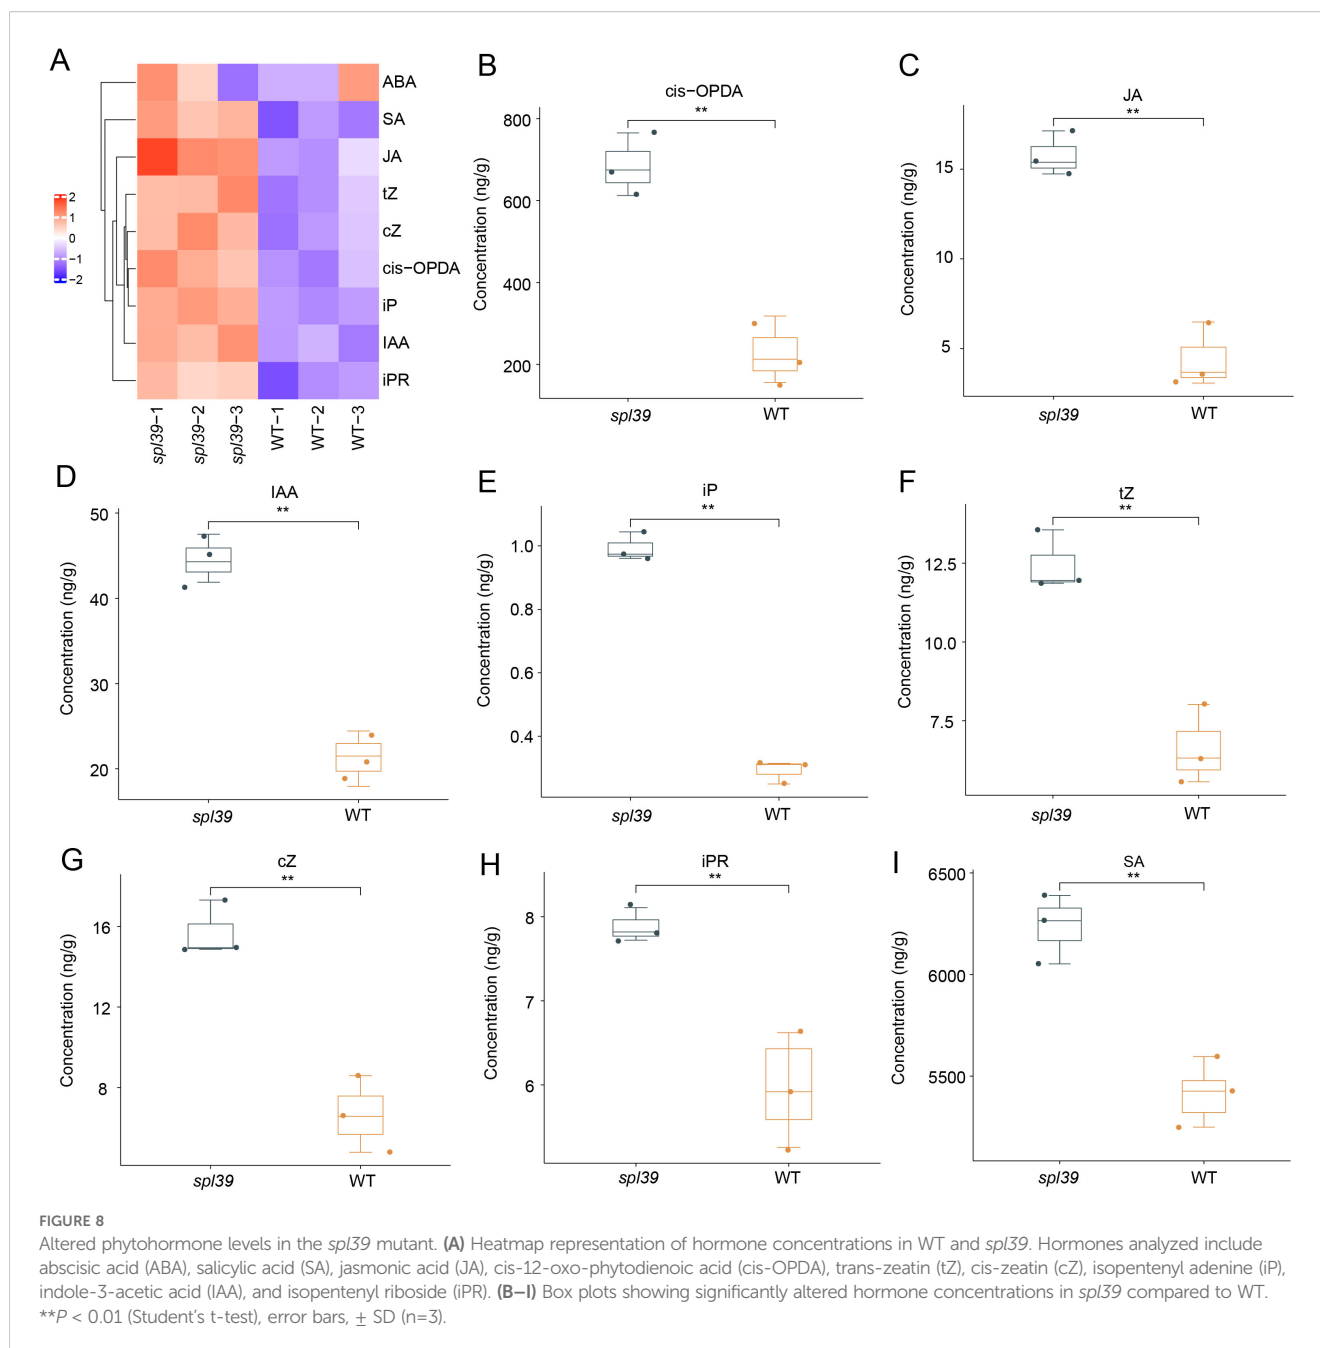 A
ABA
SA
JA
tZ
cZ
cis−OPDA
iP
IAA
iPR
2
1
0
−1
−2
spl39−1
spl39−2
spl39−3
WT−1
WT−2
WT−3
B
cis−OPDA
**
Concentration (ng/g)
800
600
400
200
spl39
WT
C
JA
**
Concentration (ng/g)
15
10
5
spl39
WT
D
IAA
**
Concentration (ng/g)
50
40
30
20
spl39
WT
E
iP
**
Concentration (ng/g)
1.0
0.8
0.6
0.4
spl39
WT
F
tZ
**
Concentration (ng/g)
12.5
10.0
7.5
spl39
WT
G
cZ
**
Concentration (ng/g)
16
12
8
spl39
WT
H
iPR
**
Concentration (ng/g)
8
7
6
spl39
WT
I
SA
**
Concentration (ng/g)
6500
6000
5500
spl39
WT
FIGURE 8
Altered phytohormone levels in the spl39 mutant. (A) Heatmap representation of hormone concentrations in WT and spl39. Hormones analyzed include
abscisic acid (ABA), salicylic acid (SA), jasmonic acid (JA), cis-12-oxo-phytodienoic acid (cis-OPDA), trans-zeatin (tZ), cis-zeatin (cZ), isopentenyl adenine (iP),
indole-3-acetic acid (IAA), and isopentenyl riboside (iPR). (B–I) Box plots showing significantly altered hormone concentrations in spl39 compared to WT.
**P < 0.01 (Student's t-test), error bars, ± SD (n=3).